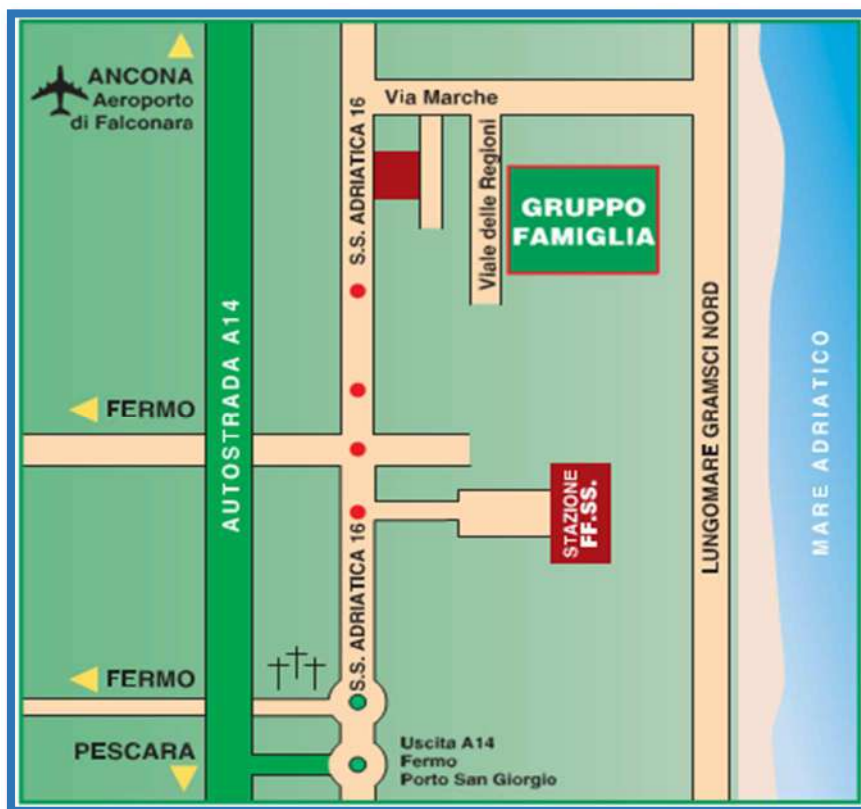 ANCONA
Aeroporto
di Falconara
S.S. ADRIATICA 16
Via Marche
Viale delle Regioni
GRUPPO
FAMIGLIA
FERMO
AUTOSTRADA A14
LUNGOMARE GRAMSCI NORD
MARE ADRIATICO
STAZIONE
FF.SS.
S.S. ADRIATICA 16
FERMO
PESCARA
Uscita A14
Fermo
Porto San Giorgio